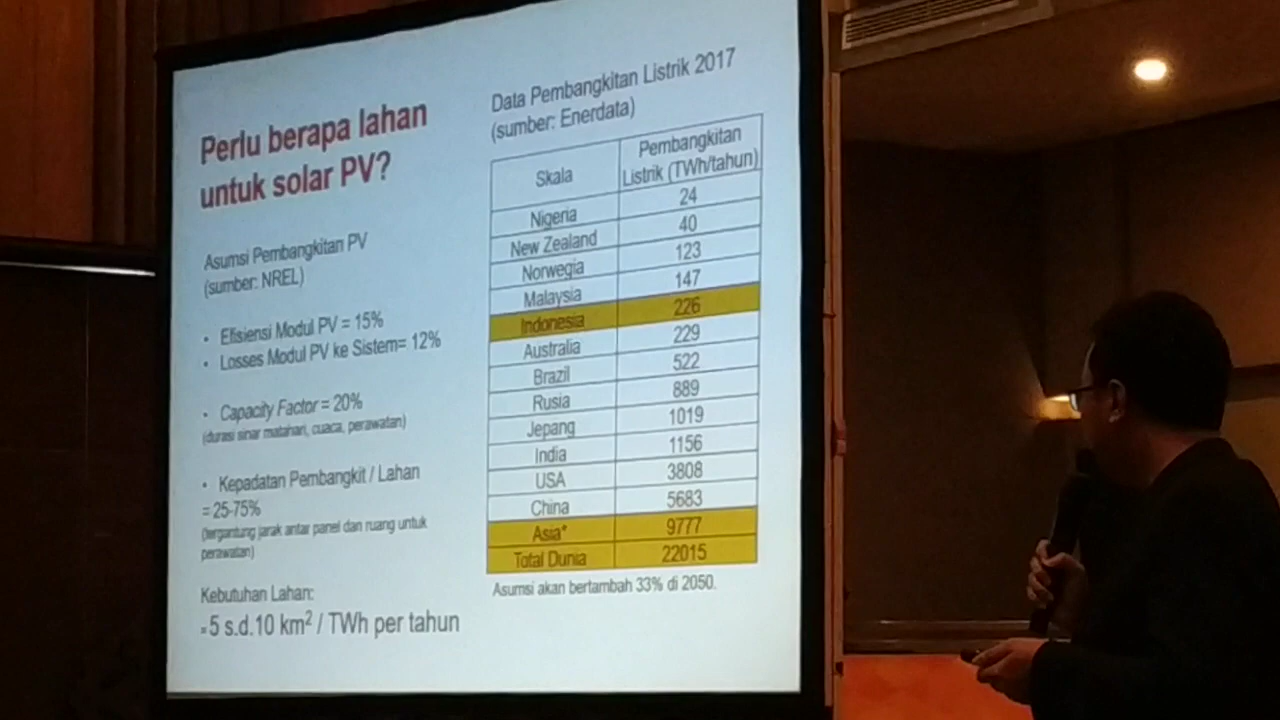 Perlu berapa lahan
untuk solar PV?
Asumsi Pembangkitan PV
(sumber: NREL)
• Efisiensi Modul PV = 15%
• Losses Modul PV ke Sistem= 12%
• Capacity Factor = 20%
(durasi sinar matahari, cuaca, perawatan)
• Kepadatan Pembangkit / Lahan
= 25-75%
(tergantung jarak antar panel dan ruang untuk
perawatan)
Kebutuhan Lahan:
≈ 5 s.d.10 km² / TWh per tahun
Data Pembangkitan Listrik 2017
(sumber: Enerdata)
Skala Pembangkitan
Listrik (TWh/tahun)
Nigeria 24
New Zealand 40
Norwegia 123
Malaysia 147
Indonesia 226
Australia 229
Brazil 522
Rusia 889
Jepang 1019
India 1156
USA 3808
China 5683
Asia* 9777
Total Dunia 22015
Asumsi akan bertambah 33% di 2050.